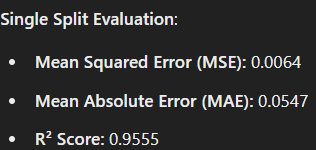 Single Split Evaluation:
• Mean Squared Error (MSE): 0.0064
• Mean Absolute Error (MAE): 0.0547
• R² Score: 0.9555